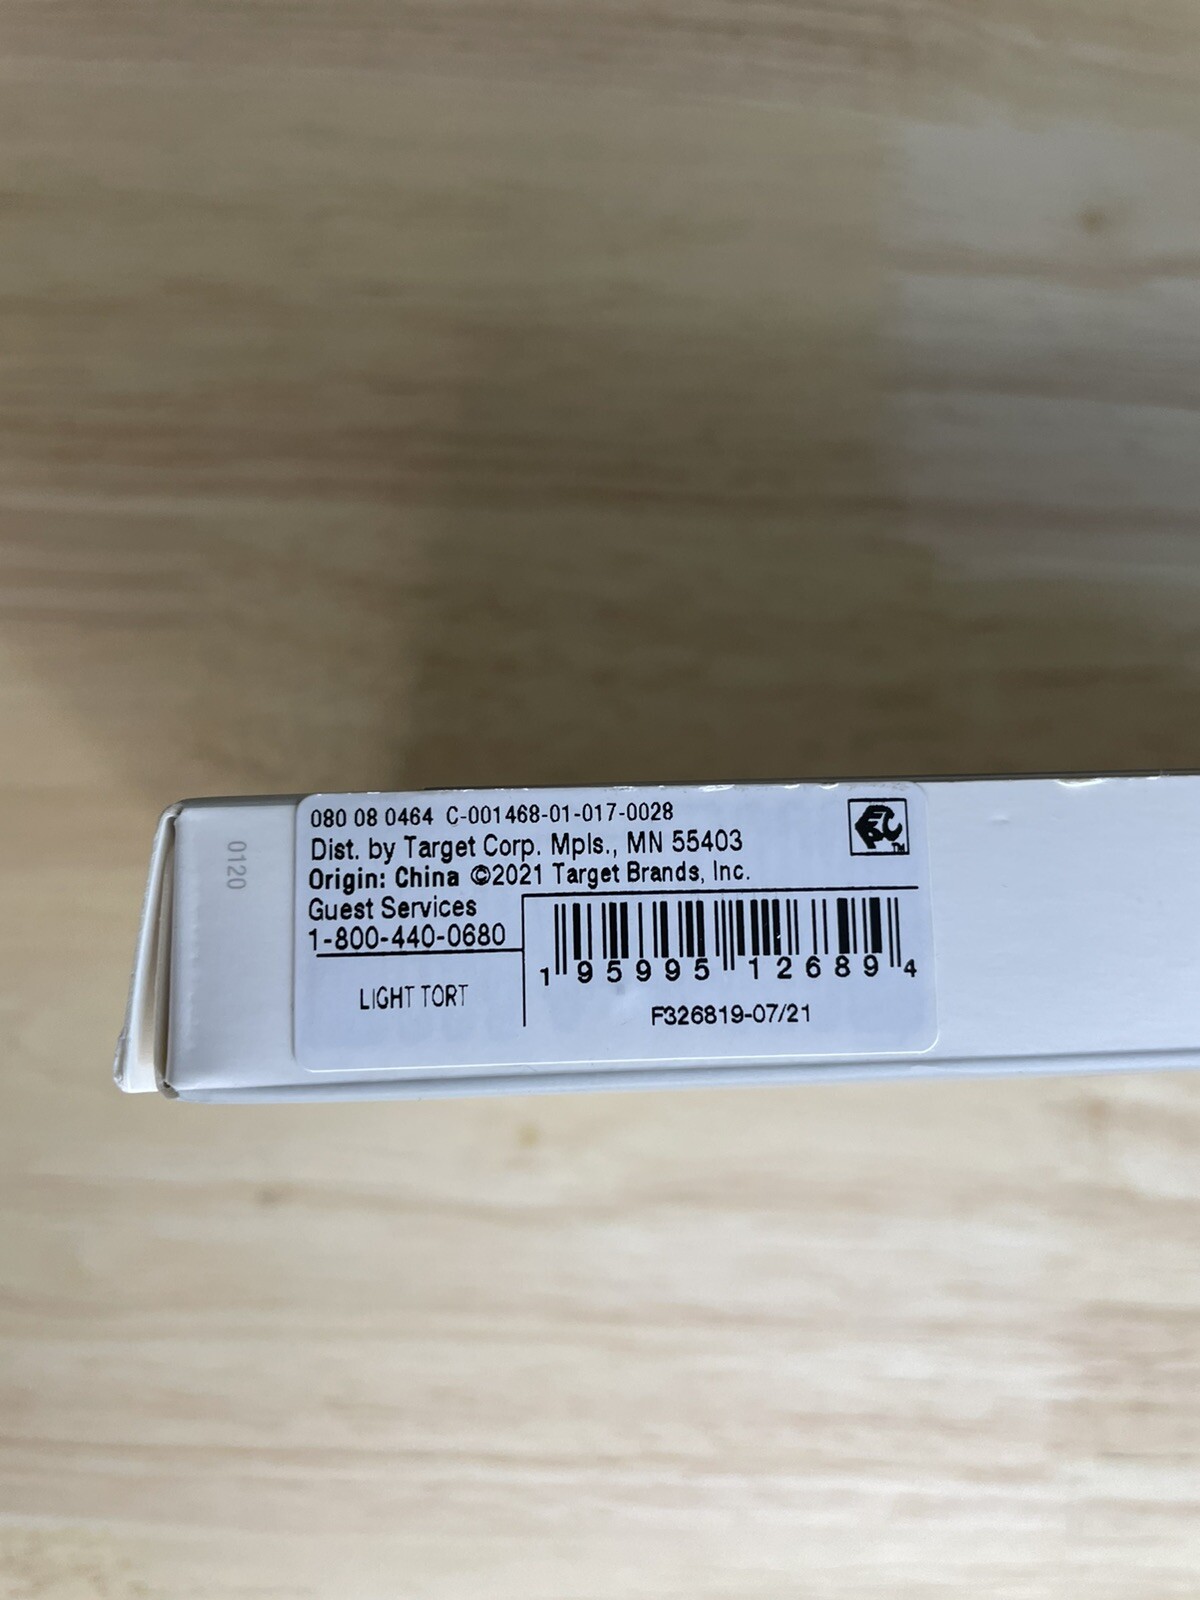 0120
080 08 0464 C-001468-01-017-0028
Dist. by Target Corp. Mpls., MN 55403
Origin: China ©2021 Target Brands, Inc.
Guest Services
1-800-440-0680
LIGHT TORT
1 95995 12689 4
F326819-07/21